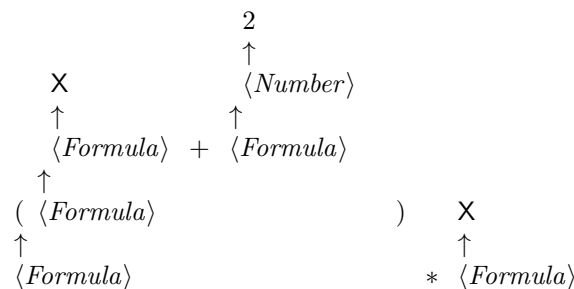 2
↑
X ⟨Number⟩
↑ ↑
⟨Formula⟩ + ⟨Formula⟩
↑
( ⟨Formula⟩ ) X
↑ ↑
⟨Formula⟩ * ⟨Formula⟩